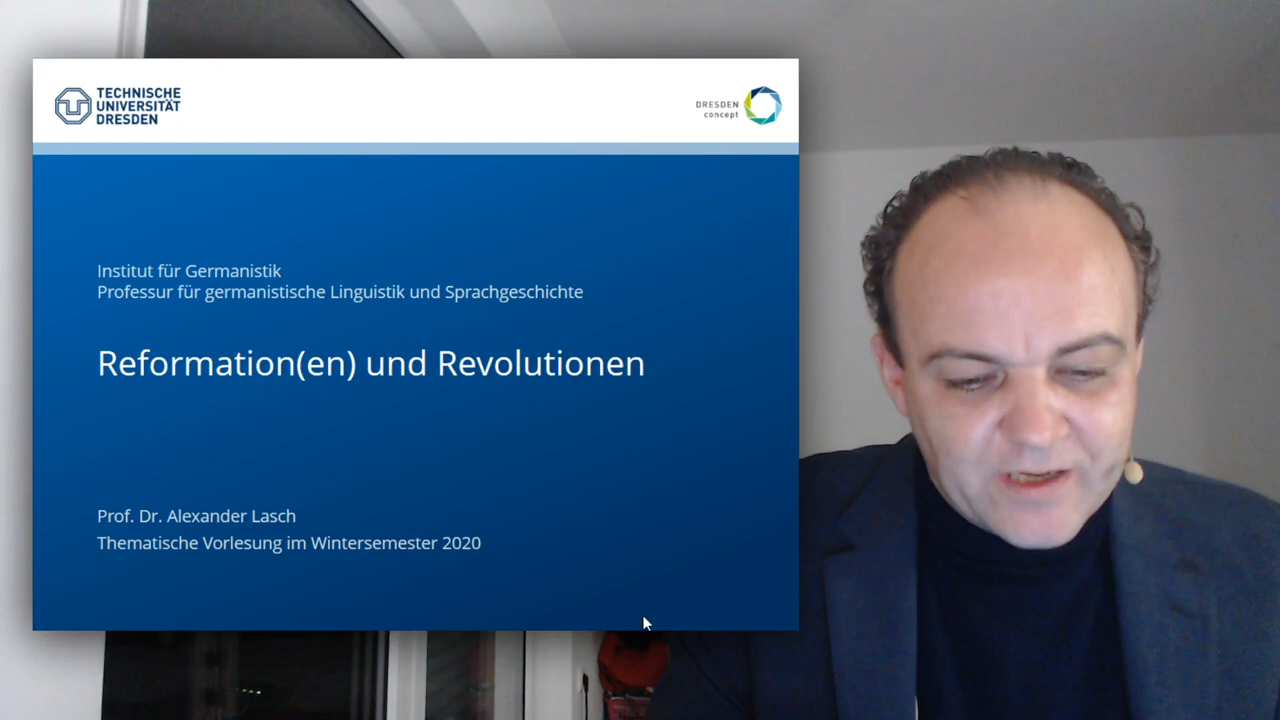 TECHNISCHE
UNIVERSITÄT
DRESDEN
DRESDEN
concept
Institut für Germanistik
Professur für germanistische Linguistik und Sprachgeschichte
Reformation(en) und Revolutionen
Prof. Dr. Alexander Lasch
Thematische Vorlesung im Wintersemester 2020